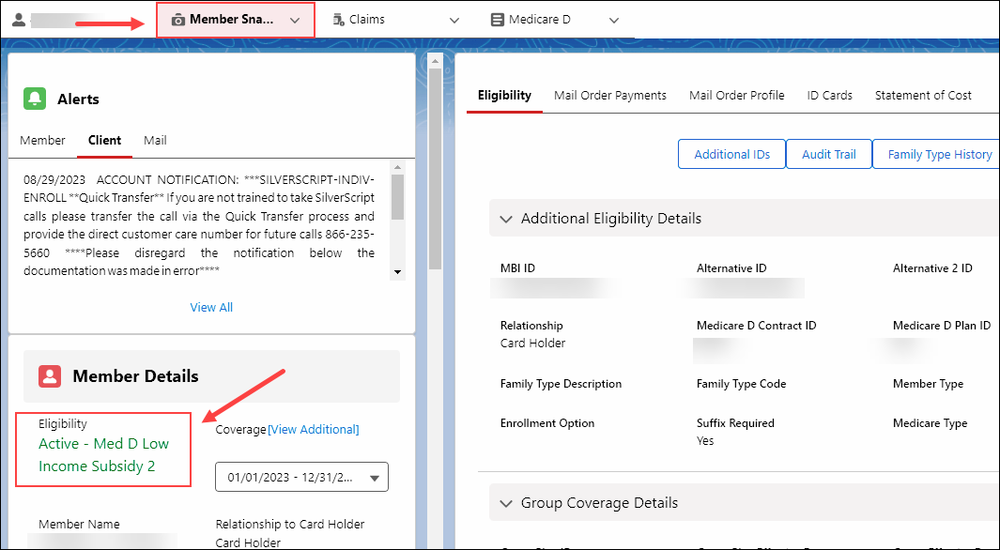 Member Sna...
Claims
Medicare D
Alerts
Member
Client
Mail
08/29/2023 ACCOUNT NOTIFICATION: ***SILVERSCRIPT-INDIV-
ENROLL **Quick Transfer** If you are not trained to take SilverScript
calls please transfer the call via the Quick Transfer process and
provide the direct customer care number for future calls 866-235-
5660 ****Please disregard the notification below the
documentation was made in error****
View All
Member Details
Eligibility
Active - Med D Low
Income Subsidy 2
Coverage[View Additional]
01/01/2023 - 12/31/2...
Member Name
Relationship to Card Holder
Card Holder
Eligibility
Mail Order Payments
Mail Order Profile
ID Cards
Statement of Cost
Additional IDs
Audit Trail
Family Type History
Additional Eligibility Details
MBI ID
Alternative ID
Alternative 2 ID
Relationship
Card Holder
Medicare D Contract ID
Medicare D Plan ID
Family Type Description
Family Type Code
Member Type
Enrollment Option
Suffix Required
Yes
Medicare Type
Group Coverage Details